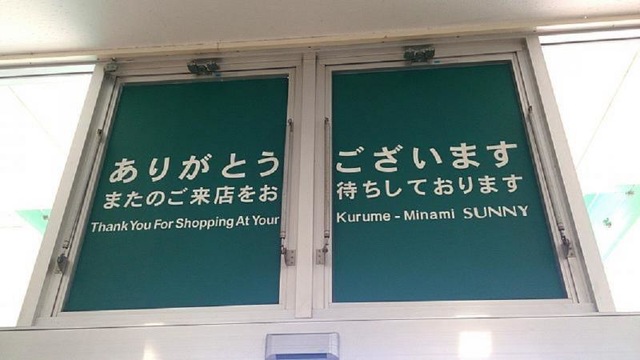 ありがとう ございます
またのご来店をお 待ちしております
Thank You For Shopping At Your Kurume - Minami SUNNY